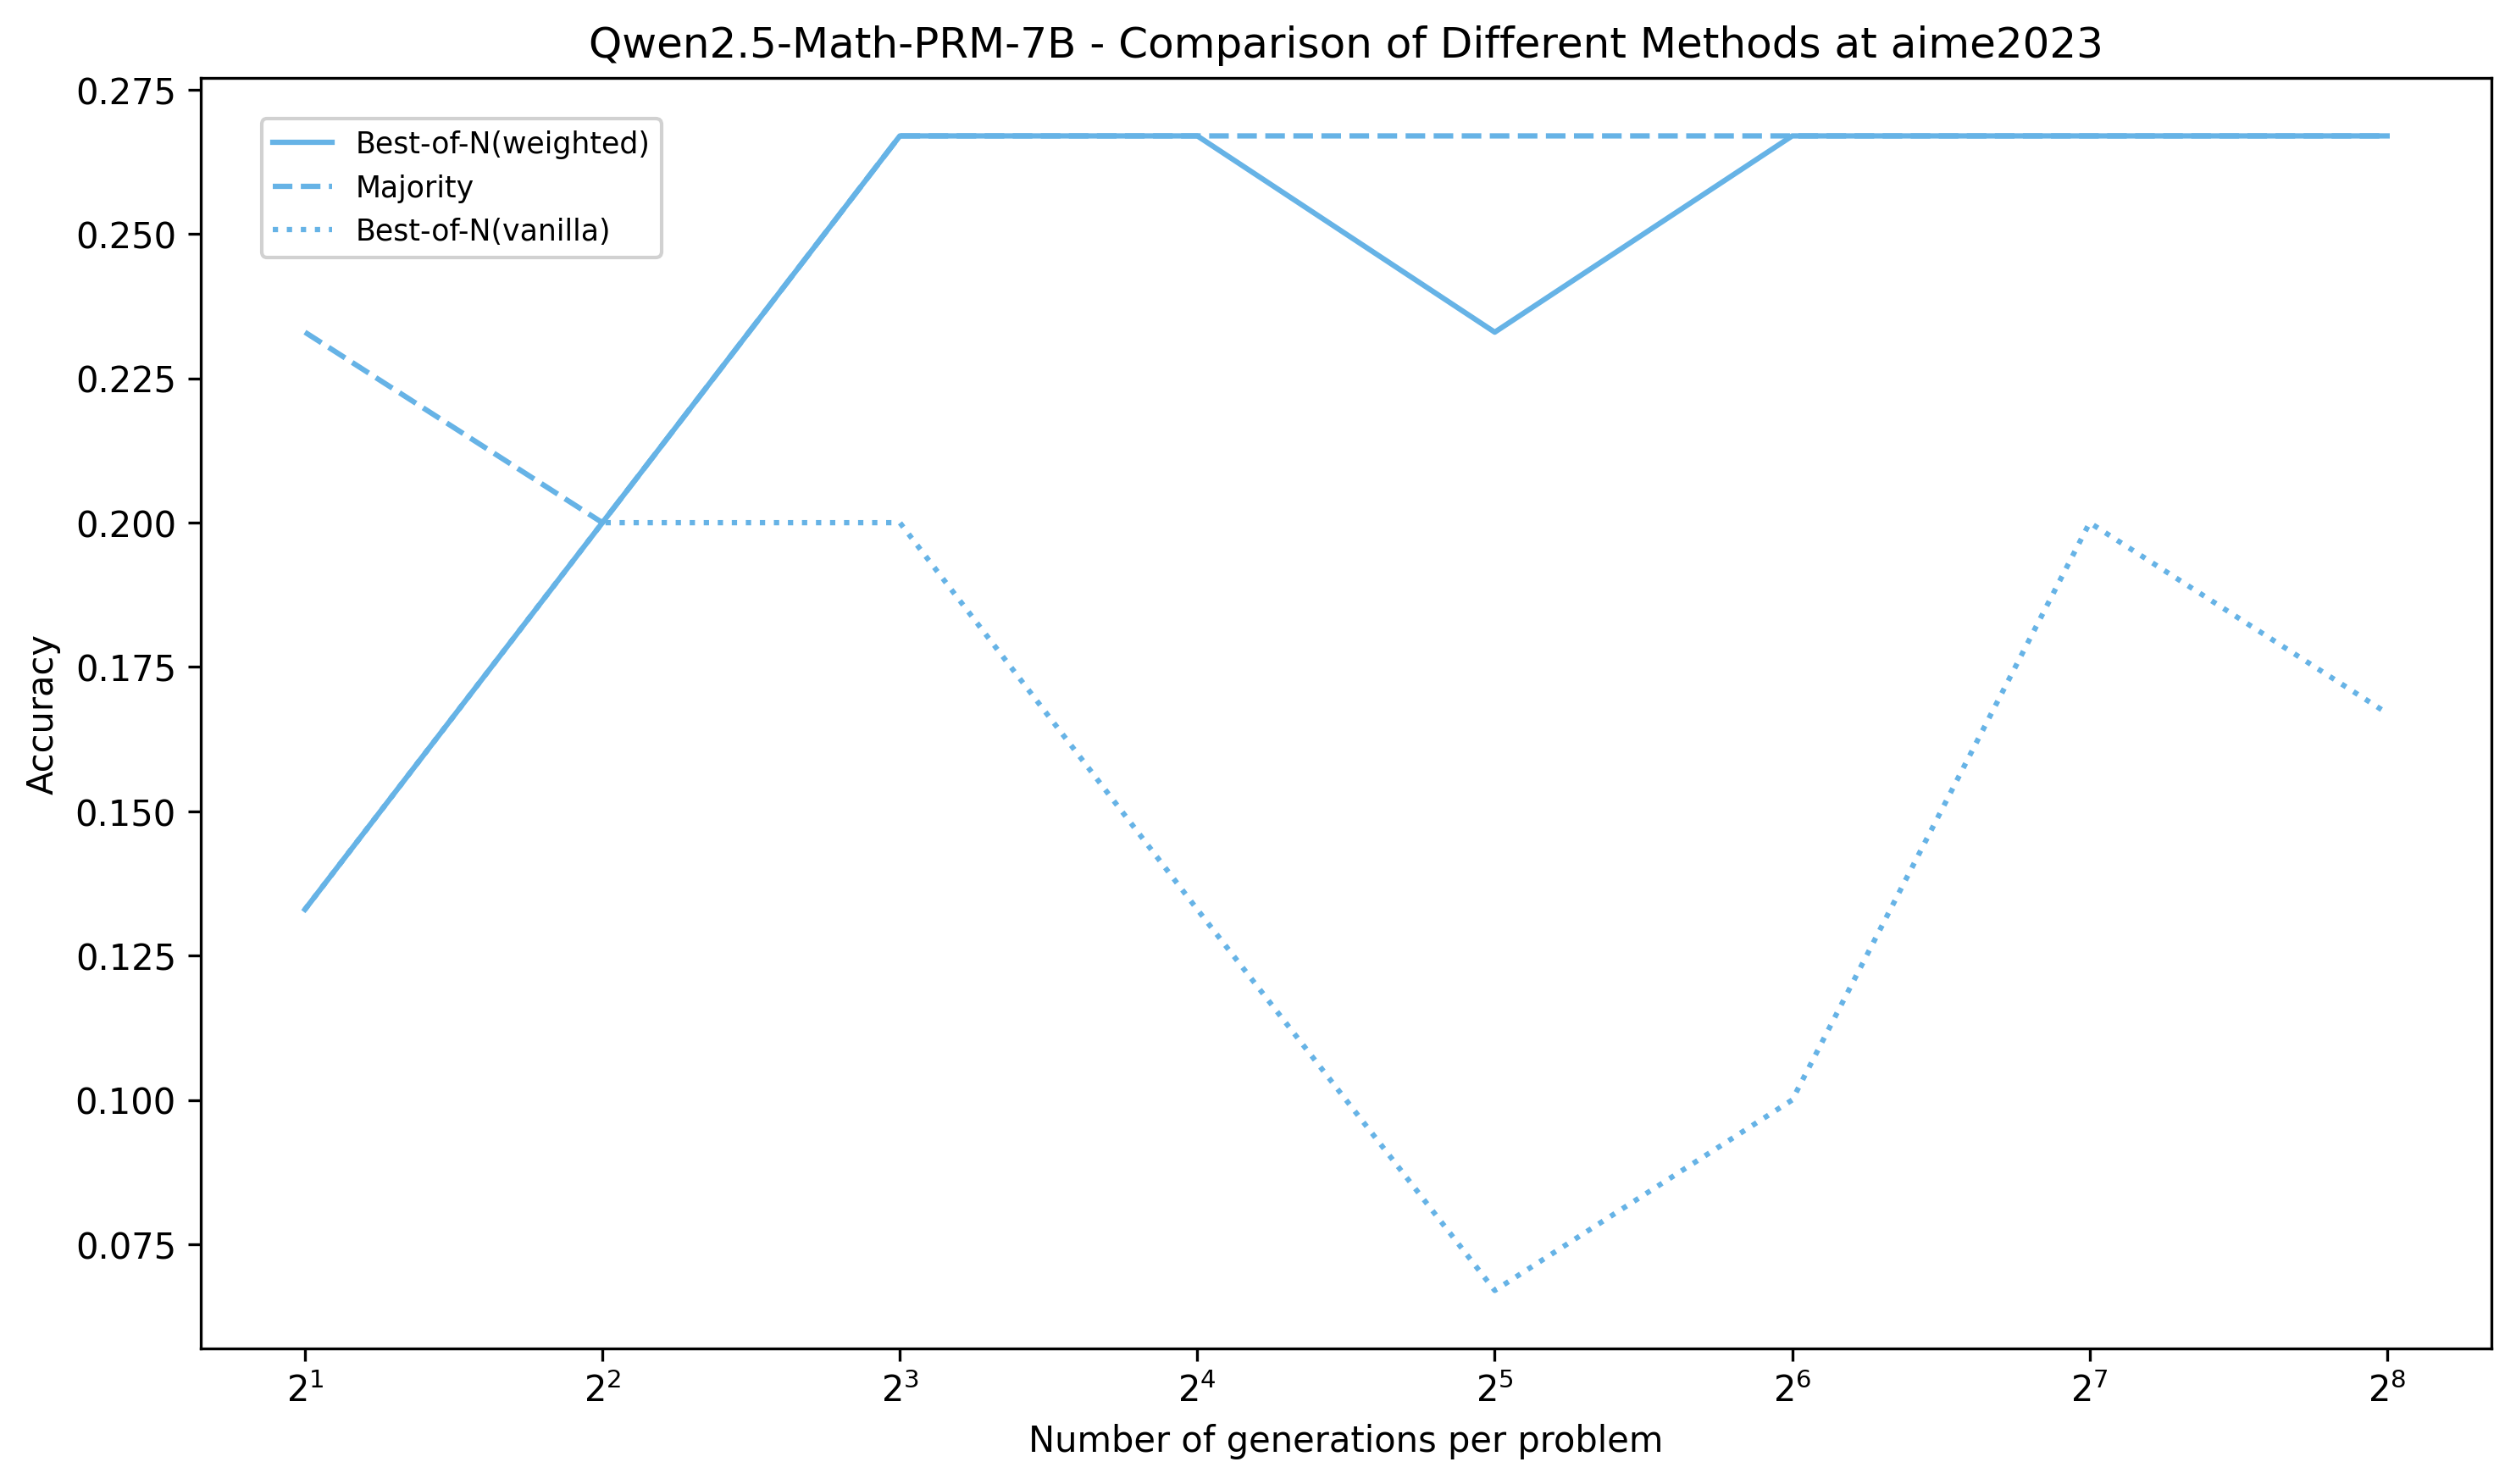 Qwen2.5-Math-PRM-7B - Comparison of Different Methods at aime2023
0.275
0.250
0.225
0.200
0.175
0.150
0.125
0.100
0.075
Accuracy
Best-of-N(weighted)
Majority
Best-of-N(vanilla)
2¹ 2² 2³ 2⁴ 2⁵ 2⁶ 2⁷ 2⁸
Number of generations per problem